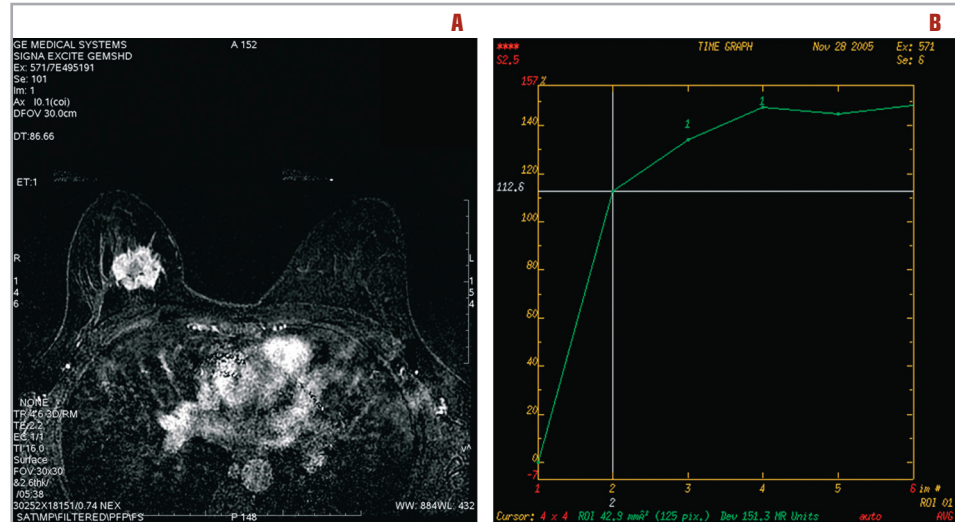 A
GE MEDICAL SYSTEMS
SIGNA EXCITE GEMSHD
Ex: 571/7E495191
Se: 101
Im: 1
Ax I0.1(coi)
DFOV 30.0cm
DT:86.66
A 152
ET:1
R
1
4
6
L
1
5
4
NONE
TR:4.6 3D/RM
TE:2.2
EC:1/1
TI:16.0
Surface
FOV:30x30
&2.6thk/
/05:38
30252X18151/0.74 NEX
SAT\MP\FILTERED\PFP\FS
P 148
WW: 884WL: 432
B
****
S2.5
TIME GRAPH
Nov 28 2005
Ex: 571
Se: 6
157 %
140
120
112.6
100
80
60
40
20
0
-7
1
1
1 2 3 4 5 6 im #
2
ROI 01
Cursor: 4 x 4 ROI 42.9 mm² (125 pix.) Dev 151.3 MR Units auto AVG